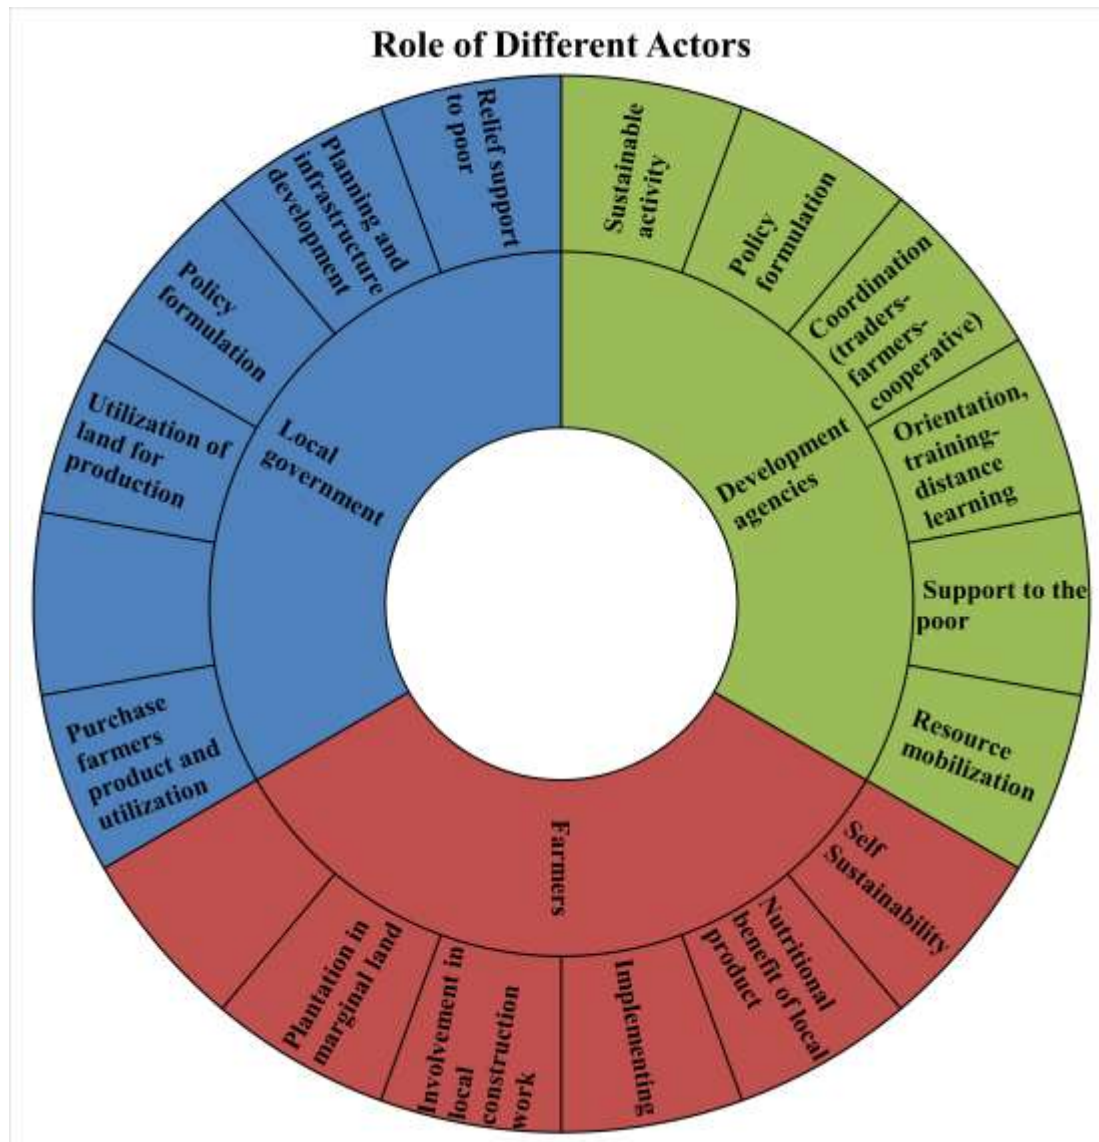 Role of Different Actors
Sustainable
activity
Policy
formulation
Coordination
(traders-
farmers-
cooperative)
Orientation,
training-
distance
learning
Support to the
poor
Resource
mobilization
Development
agencies
Self
Sustainability
Nutritional
benefit of local
product
Implementing
Involvement in
local
construction
work
Plantation in
marginal land
Farmers
Purchase
farmers
product and
utilization
Utilization of
land for
production
Policy
formulation
Planning and
infrastructure
development
Relief support
to poor
Local
government